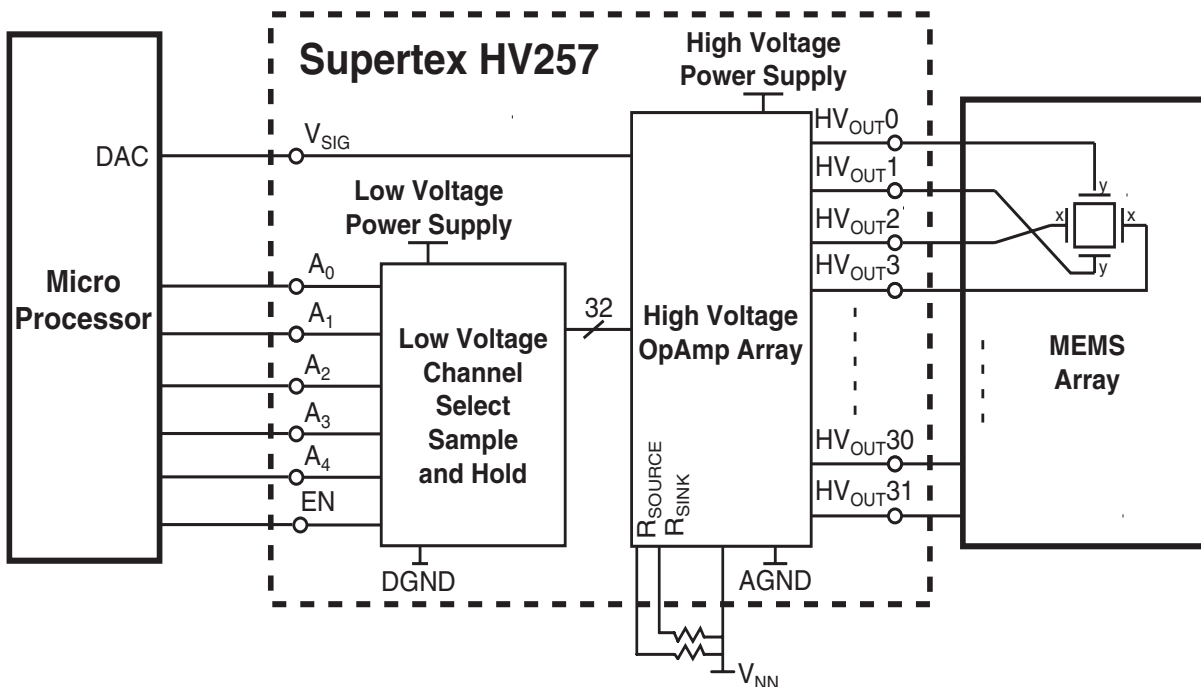 Supertex HV257
High Voltage
Power Supply
DAC
V_SIG
Low Voltage
Power Supply
Micro
Processor
A_0
A_1
A_2
A_3
A_4
EN
Low Voltage
Channel
Select
Sample
and Hold
DGND
32
High Voltage
OpAmp Array
R_SOURCE
R_SINK
AGND
V_NN
HV_OUT0
HV_OUT1
HV_OUT2
HV_OUT3
HV_OUT30
HV_OUT31
y
x
x
y
MEMS
Array